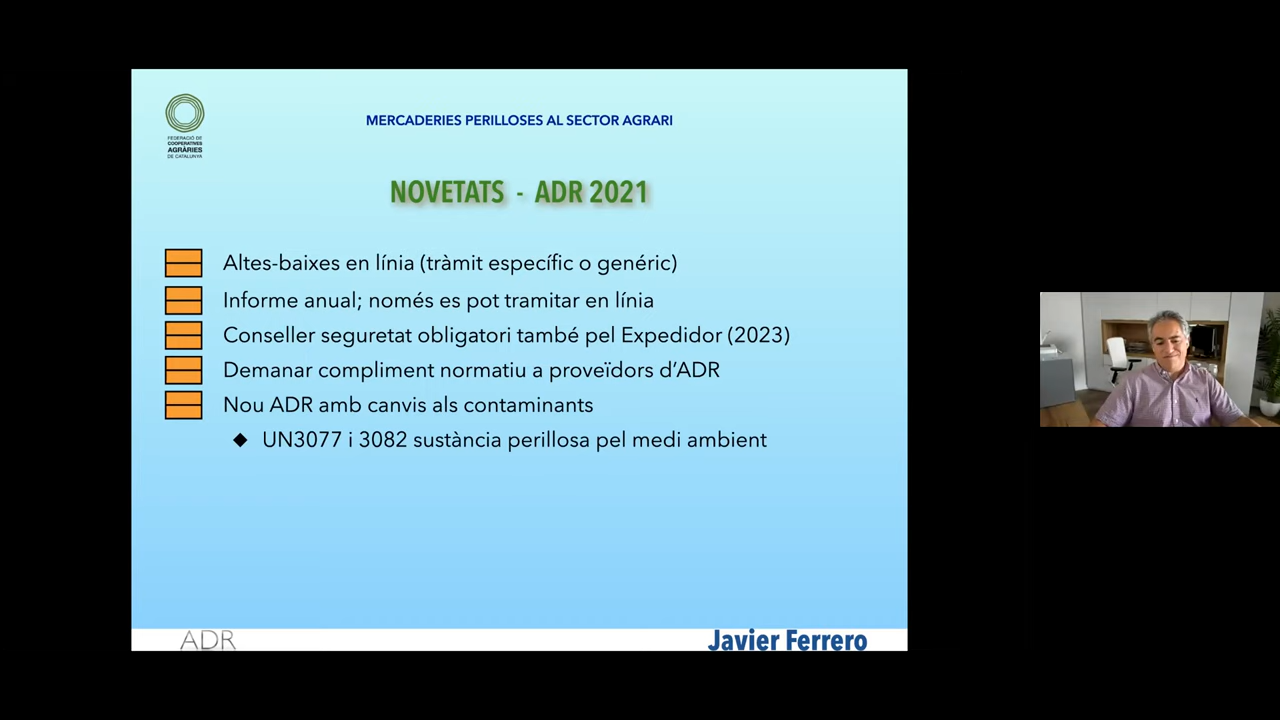 FEDERACIÓ DE
COOPERATIVES
AGRÀRIES
DE CATALUNYA
MERCADERIES PERILLOSES AL SECTOR AGRARI
NOVETATS - ADR 2021
Altes-baixes en línia (tràmit específic o genéric)
Informe anual; només es pot tramitar en línia
Conseller seguretat obligatori també pel Expedidor (2023)
Demanar compliment normatiu a proveïdors d’ADR
Nou ADR amb canvis als contaminants
UN3077 i 3082 sustància perillosa pel medi ambient
ADR
Javier Ferrero